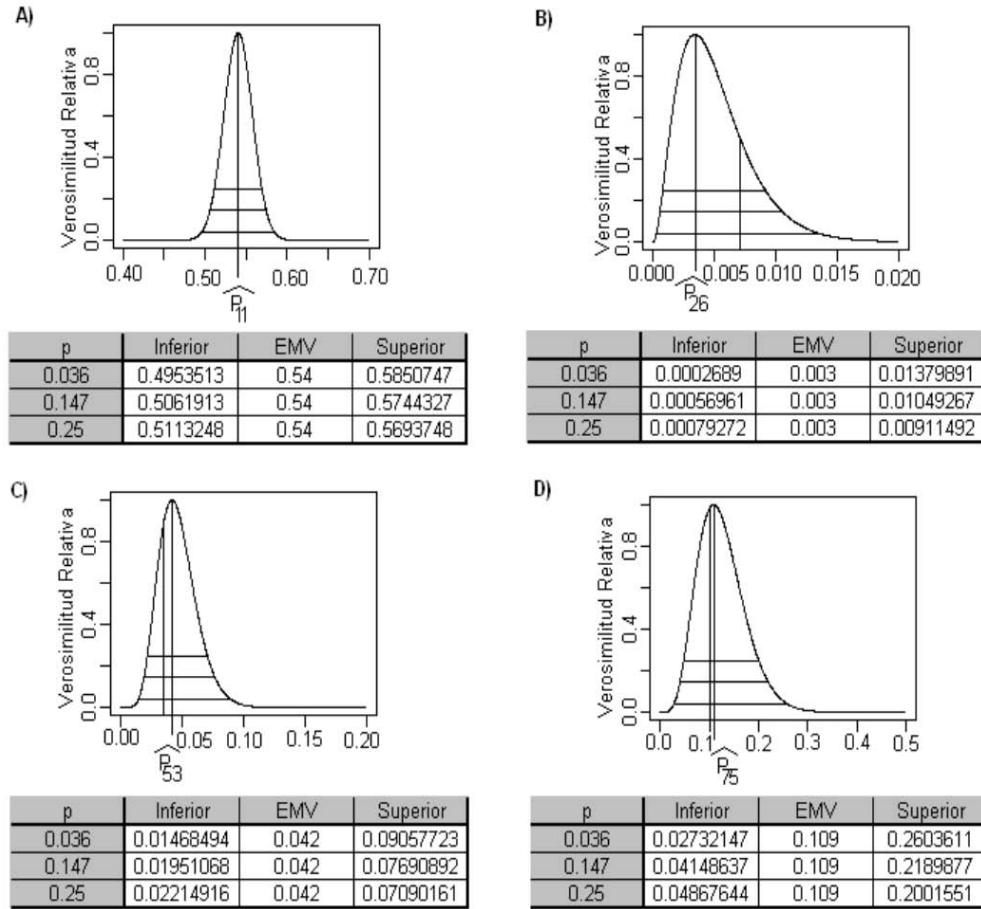 A)
Verosimilitud Relativa
0.0 0.4 0.8
0.40 0.50 0.60 0.70
P̂11
p Inferior EMV Superior
0.036 0.4953513 0.54 0.5850747
0.147 0.5061913 0.54 0.5744327
0.25 0.5113248 0.54 0.5693748
B)
Verosimilitud Relativa
0.0 0.4 0.8
0.000 0.005 0.010 0.015 0.020
P̂26
p Inferior EMV Superior
0.036 0.0002689 0.003 0.01379891
0.147 0.00056961 0.003 0.01049267
0.25 0.00079272 0.003 0.00911492
C)
Verosimilitud Relativa
0.0 0.4 0.8
0.00 0.05 0.10 0.15 0.20
P̂53
p Inferior EMV Superior
0.036 0.01468494 0.042 0.09057723
0.147 0.01951068 0.042 0.07690892
0.25 0.02214916 0.042 0.07090161
D)
Verosimilitud Relativa
0.0 0.4 0.8
0.0 0.1 0.2 0.3 0.4 0.5
P̂75
p Inferior EMV Superior
0.036 0.02732147 0.109 0.2603611
0.147 0.04148637 0.109 0.2189877
0.25 0.04867644 0.109 0.2001551